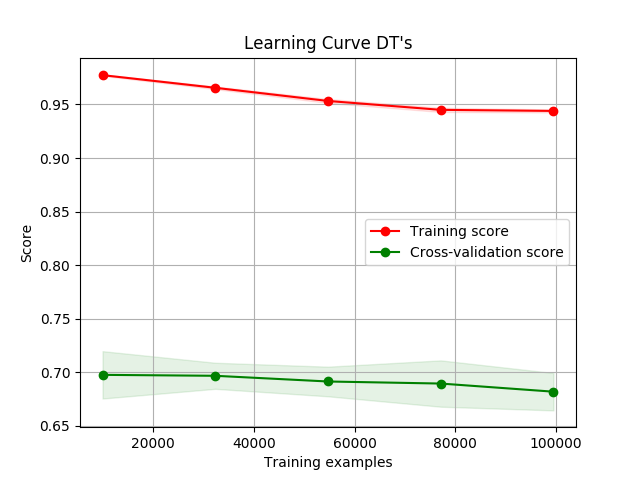 Learning Curve DT's
Score
0.95
0.90
0.85
0.80
0.75
0.70
0.65
Training score
Cross-validation score
20000 40000 60000 80000 100000
Training examples